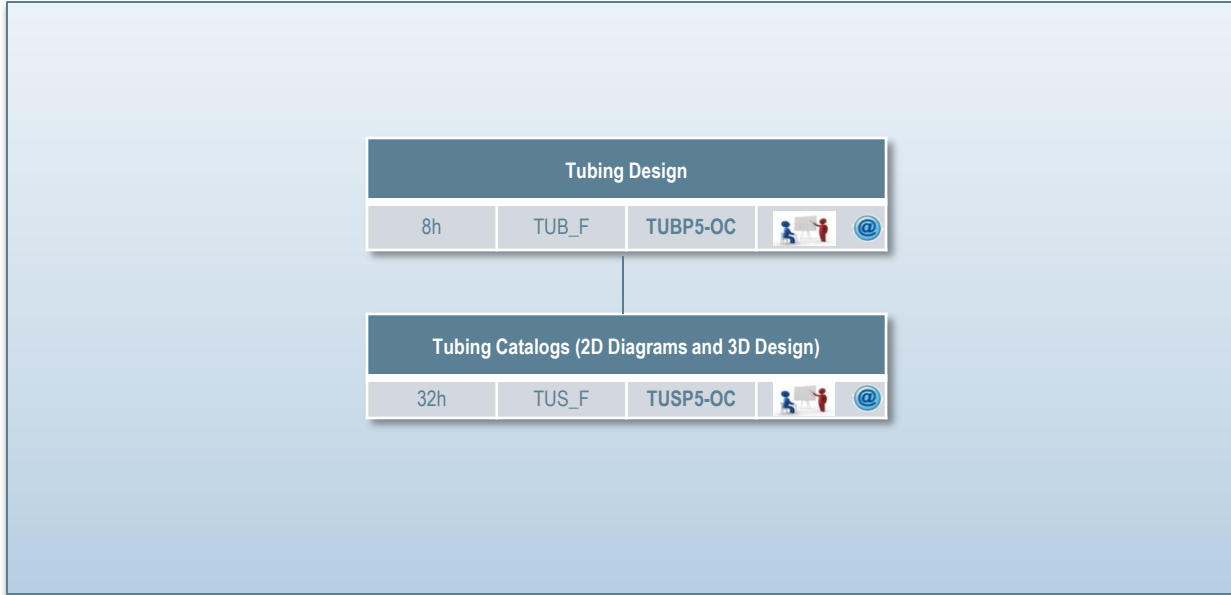 Tubing Design
8h TUB_F TUBP5-OC @
Tubing Catalogs (2D Diagrams and 3D Design)
32h TUS_F TUSP5-OC @